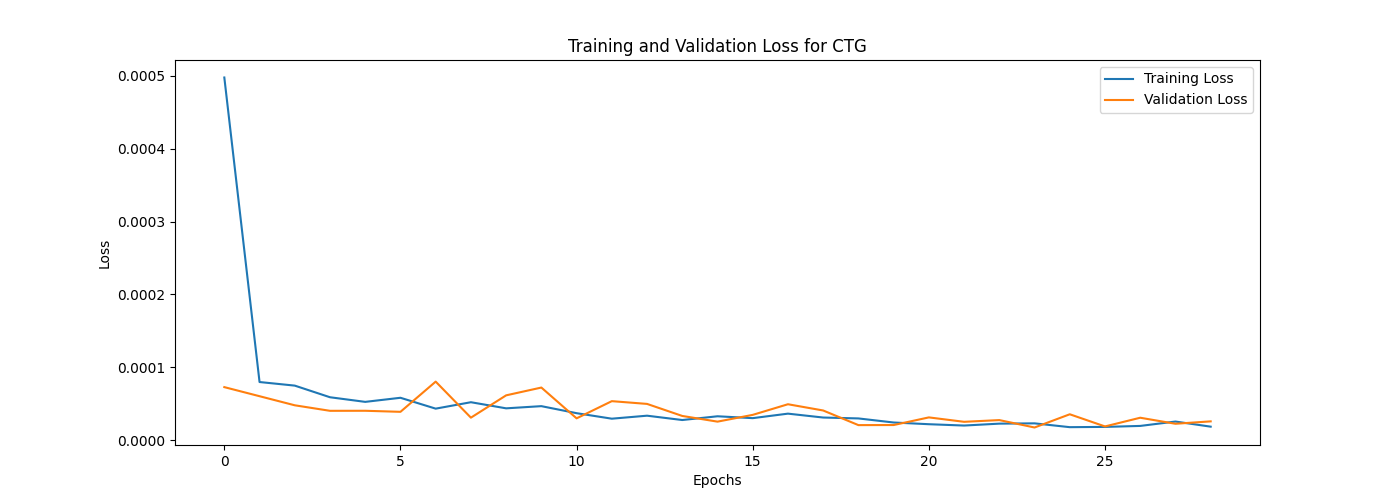 Training and Validation Loss for CTG
Training Loss
Validation Loss
0.0005
0.0004
0.0003
0.0002
0.0001
0.0000
Loss
0 5 10 15 20 25
Epochs